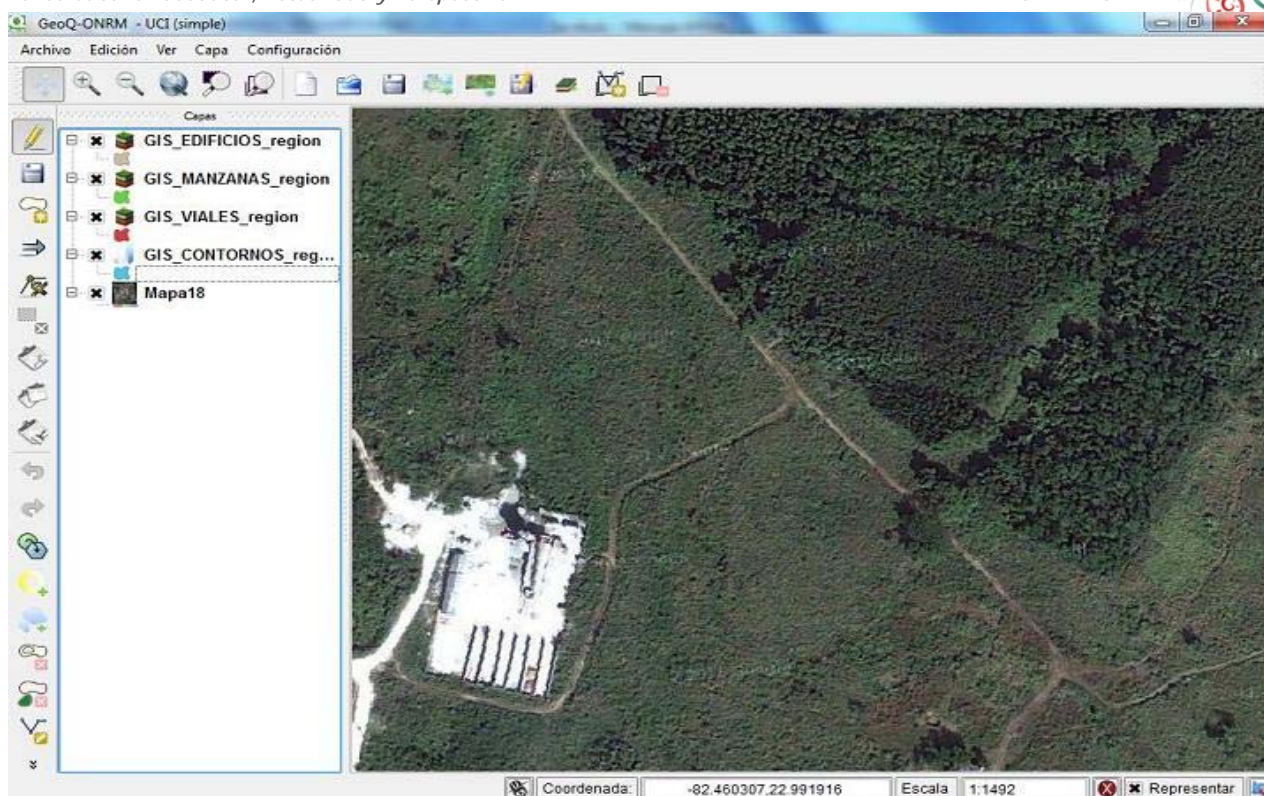 GeoQ-ONRM - UCI (simple)
Archivo Edición Ver Capa Configuración
Capas
GIS_EDIFICIOS_region
GIS_MANZANAS_region
GIS_VIALES_region
GIS_CONTORNOS_reg...
Mapa18
Coordenada: -82.460307,22.991916 Escala 1:1492 Representar